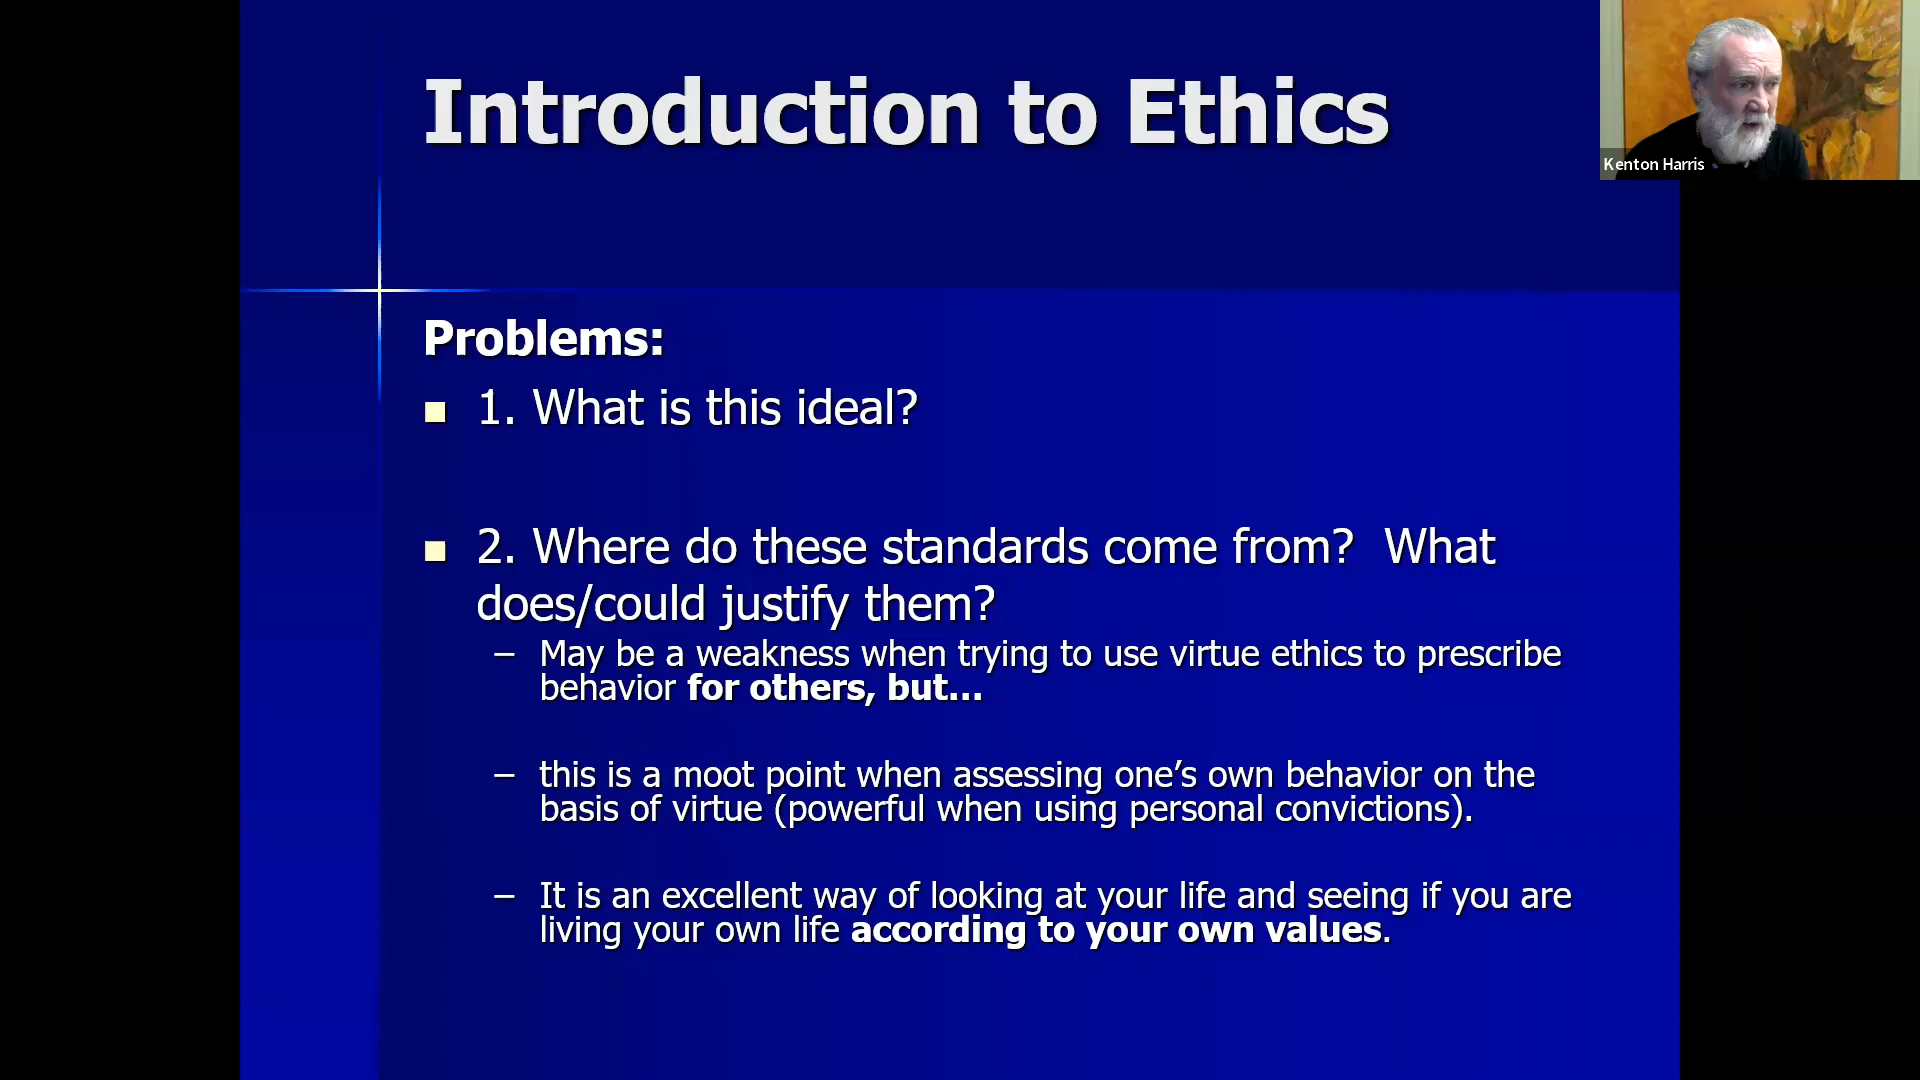 Introduction to Ethics
Kenton Harris
Problems:
1. What is this ideal?
2. Where do these standards come from?  What
does/could justify them?
– May be a weakness when trying to use virtue ethics to prescribe
behavior for others, but…
– this is a moot point when assessing one’s own behavior on the
basis of virtue (powerful when using personal convictions).
– It is an excellent way of looking at your life and seeing if you are
living your own life according to your own values.